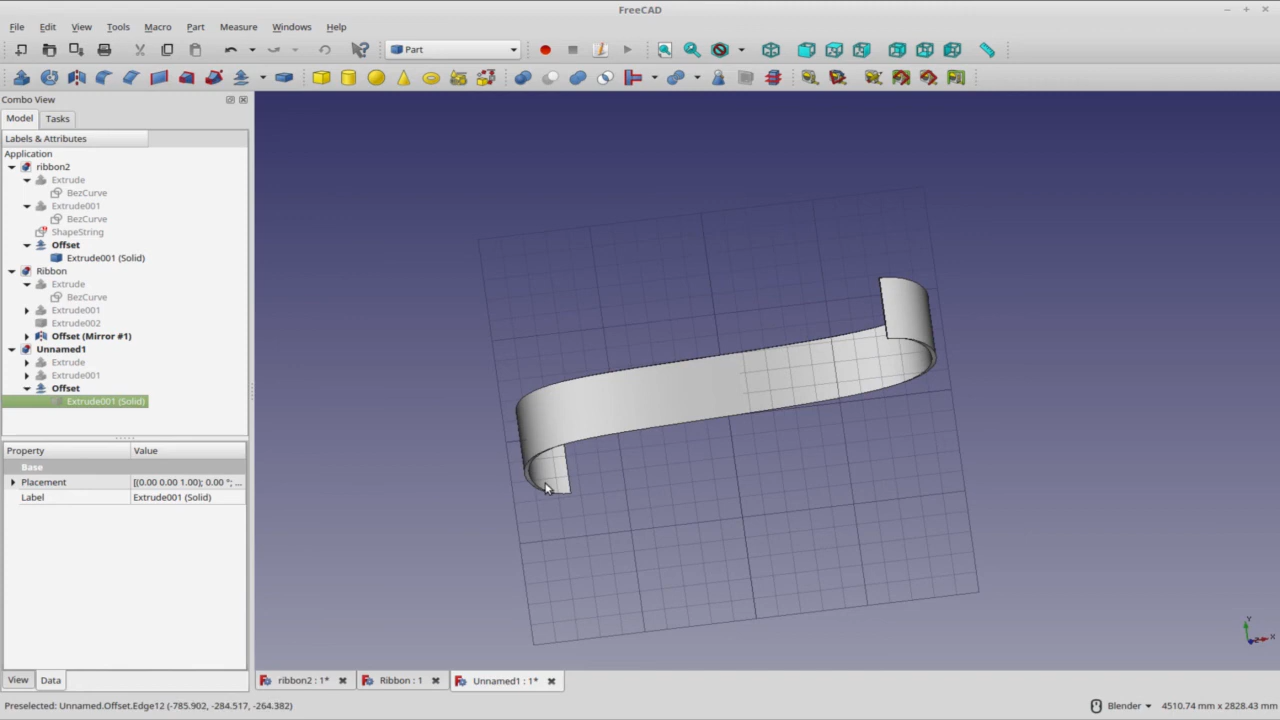 FreeCAD
File Edit View Tools Macro Part Measure Windows Help
Part
Combo View
Model Tasks
Labels & Attributes
Application
ribbon2
Extrude
BezCurve
Extrude001
BezCurve
ShapeString
Offset
Extrude001 (Solid)
Ribbon
Extrude
BezCurve
Extrude001
Extrude002
Offset (Mirror #1)
Unnamed1
Extrude
Extrude001
Offset
Extrude001 (Solid)
Property Value
Base
Placement [(0.00 0.00 1.00); 0.00 °; ...
Label Extrude001 (Solid)
Y
X
View Data
ribbon2 : 1* Ribbon : 1 Unnamed1 : 1*
Preselected: Unnamed.Offset.Edge12 (-785.902, -284.517, -264.382) Blender 4510.74 mm x 2828.43 mm